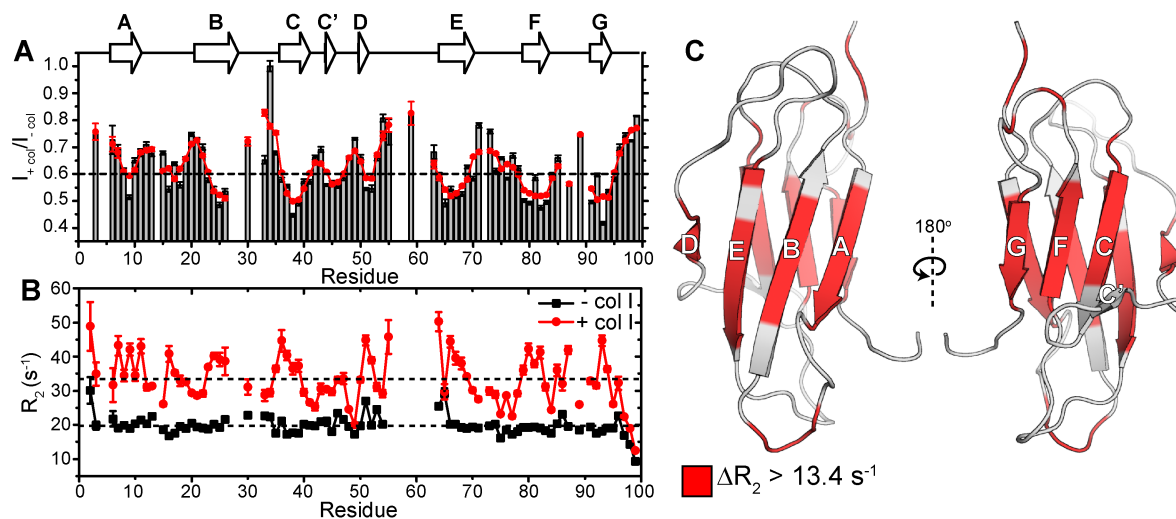 A B C C' D E F G
A
I+ col/I- col
1.0
0.9
0.8
0.7
0.6
0.5
0.4
0 10 20 30 40 50 60 70 80 90 100
Residue
B
R2 (s-1)
60
50
40
30
20
10
- col I
+ col I
0 10 20 30 40 50 60 70 80 90 100
Residue
C
D E B A
180o
G F C C'
ΔR2 > 13.4 s-1